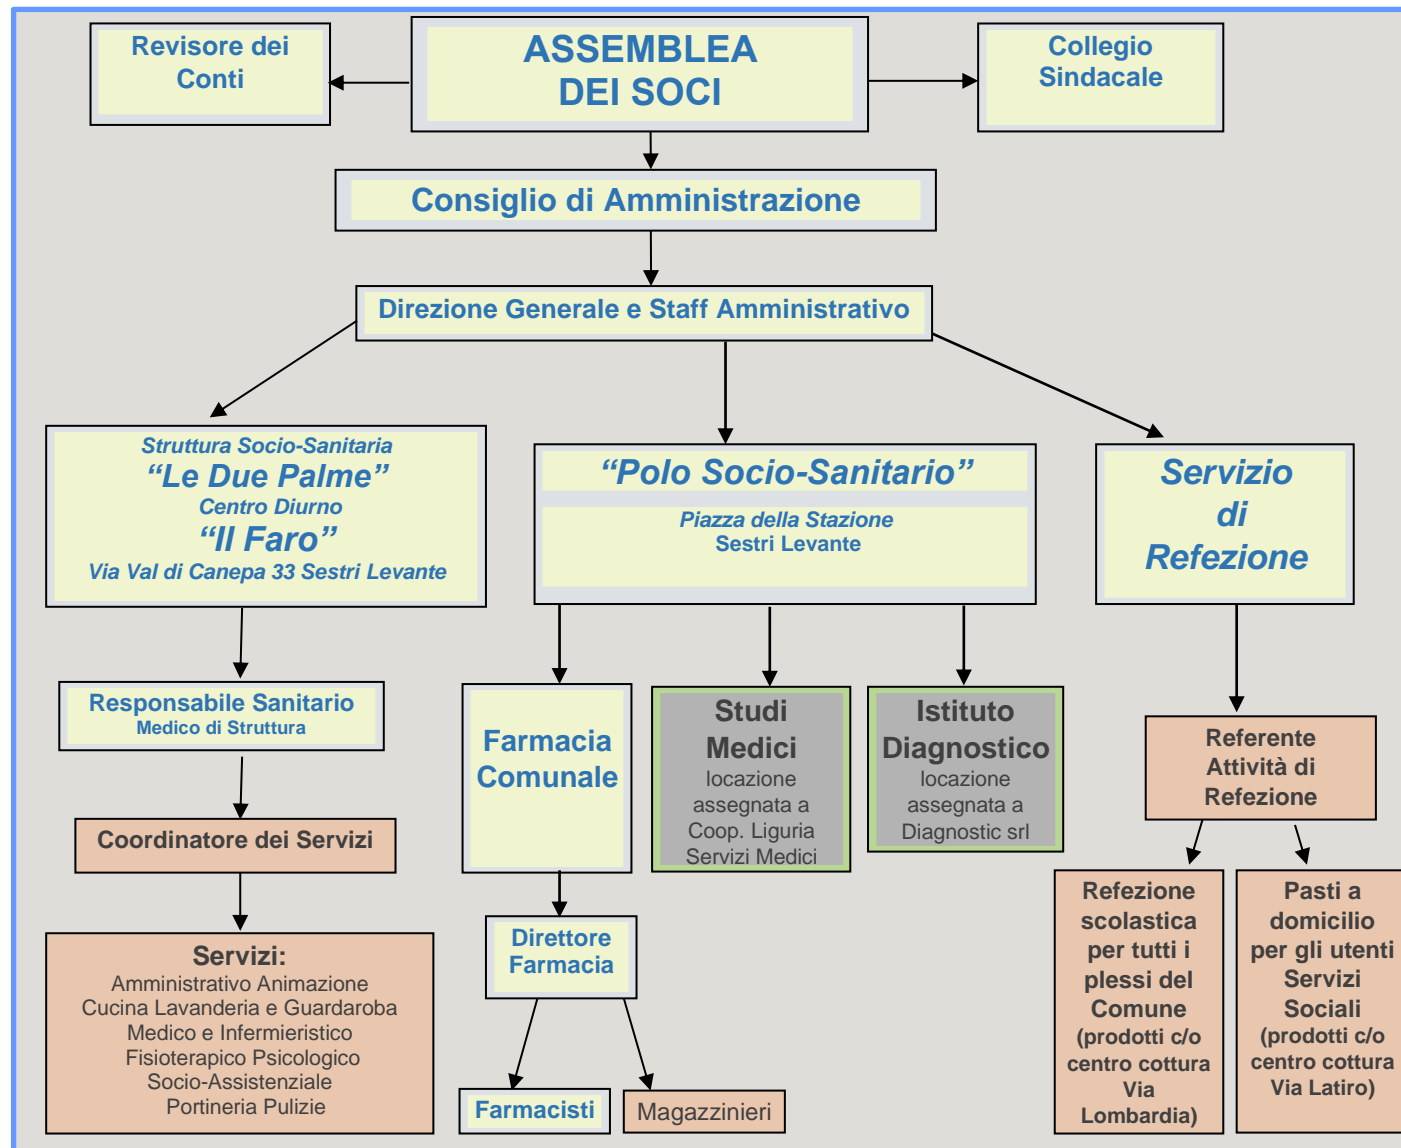 Revisore dei
Conti
ASSEMBLEA
DEI SOCI
Collegio
Sindacale
Consiglio di Amministrazione
Direzione Generale e Staff Amministrativo
Struttura Socio-Sanitaria
“Le Due Palme”
Centro Diurno
“Il Faro”
Via Val di Canepa 33 Sestri Levante
“Polo Socio-Sanitario”
Piazza della Stazione
Sestri Levante
Servizio
di
Refezione
Responsabile Sanitario
Medico di Struttura
Farmacia
Comunale
Studi
Medici
locazione
assegnata a
Coop. Liguria
Servizi Medici
Istituto
Diagnostico
locazione
assegnata a
Diagnostic srl
Referente
Attività di
Refezione
Coordinatore dei Servizi
Servizi:
Amministrativo Animazione
Cucina Lavanderia e Guardaroba
Medico e Infermieristico
Fisioterapico Psicologico
Socio-Assistenziale
Portineria Pulizie
Direttore
Farmacia
Farmacisti
Magazzinieri
Refezione
scolastica
per tutti i
plessi del
Comune
(prodotti c/o
centro cottura
Via
Lombardia)
Pasti a
domicilio
per gli utenti
Servizi
Sociali
(prodotti c/o
centro cottura
Via Latiro)